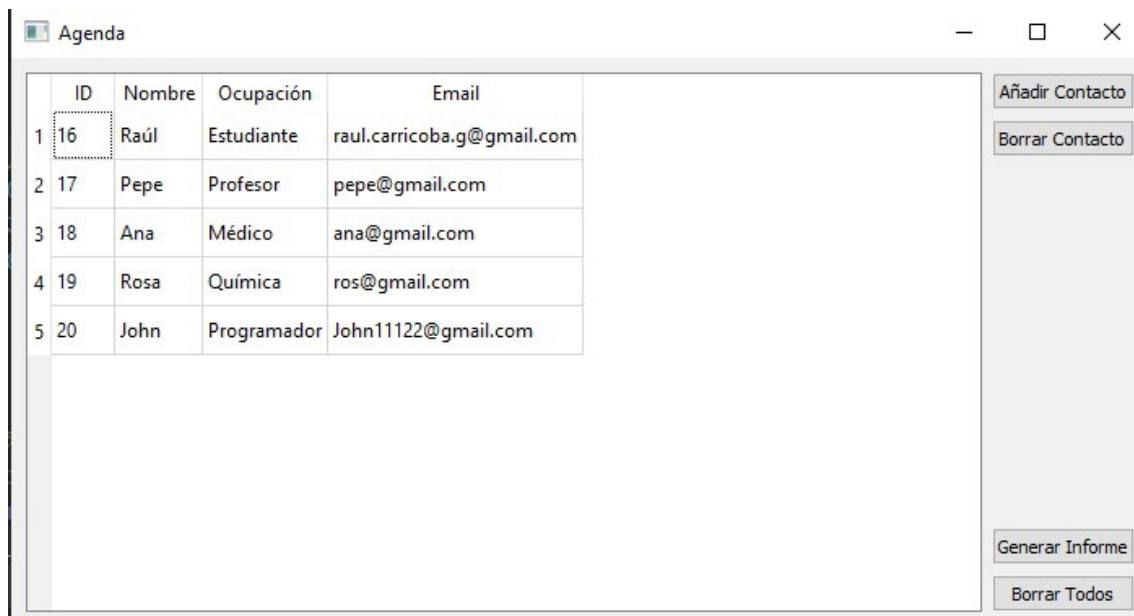 Agenda
ID Nombre Ocupación Email
1 16 Raúl Estudiante raul.carricoba.g@gmail.com
2 17 Pepe Profesor pepe@gmail.com
3 18 Ana Médico ana@gmail.com
4 19 Rosa Química ros@gmail.com
5 20 John Programador John11122@gmail.com
Añadir Contacto
Borrar Contacto
Generar Informe
Borrar Todos